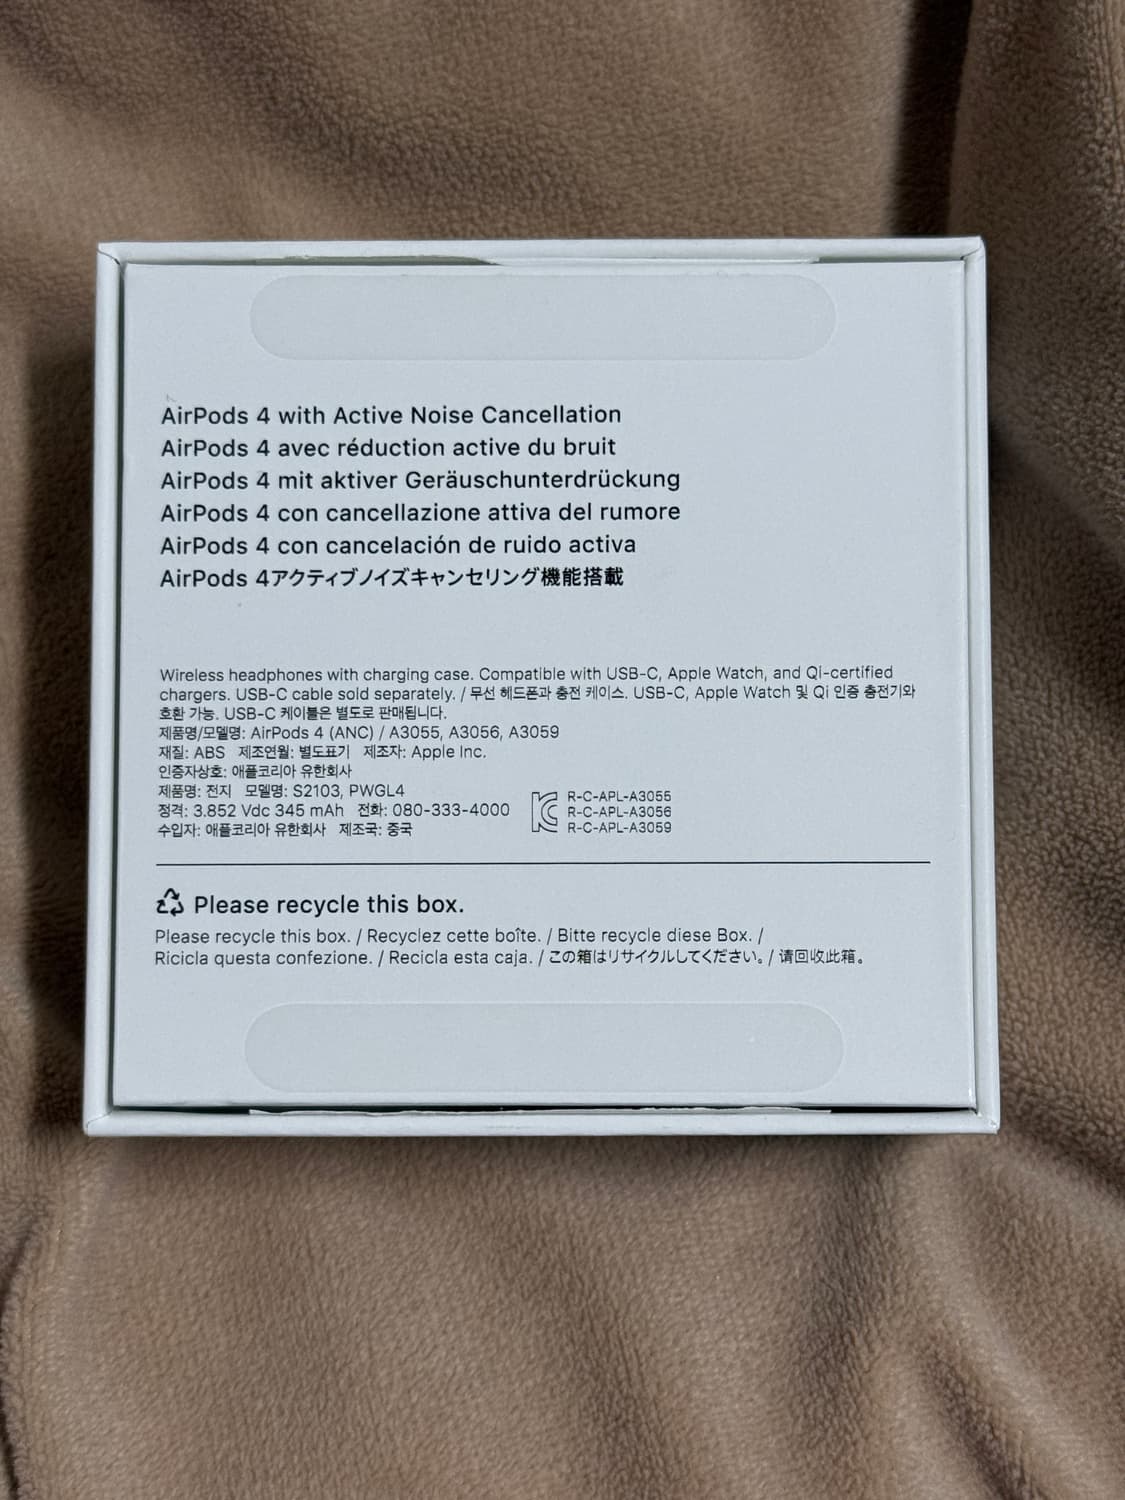 AirPods 4 with Active Noise Cancellation
AirPods 4 avec réduction active du bruit
AirPods 4 mit aktiver Geräuschunterdrückung
AirPods 4 con cancellazione attiva del rumore
AirPods 4 con cancelación de ruido activa
AirPods 4アクティブノイズキャンセリング機能搭載
Wireless headphones with charging case. Compatible with USB-C, Apple Watch, and Qi-certified
chargers. USB-C cable sold separately. / 무선 헤드폰과 충전 케이스. USB-C, Apple Watch 및 Qi 인증 충전기와
호환 가능. USB-C 케이블은 별도로 판매됩니다.
제품명/모델명: AirPods 4 (ANC) / A3055, A3056, A3059
재질: ABS 제조연월: 별도표기 제조자: Apple Inc.
인증자상호: 애플코리아 유한회사
제품명: 전지 모델명: S2103, PWGL4
정격: 3.852 Vdc 345 mAh 전화: 080-333-4000
수입자: 애플코리아 유한회사 제조국: 중국
R-C-APL-A3055
R-C-APL-A3056
R-C-APL-A3059
Please recycle this box.
Please recycle this box. / Recyclez cette boîte. / Bitte recycle diese Box. /
Ricicla questa confezione. / Recicla esta caja. / この箱はリサイクルしてください。/ 请回收此箱。